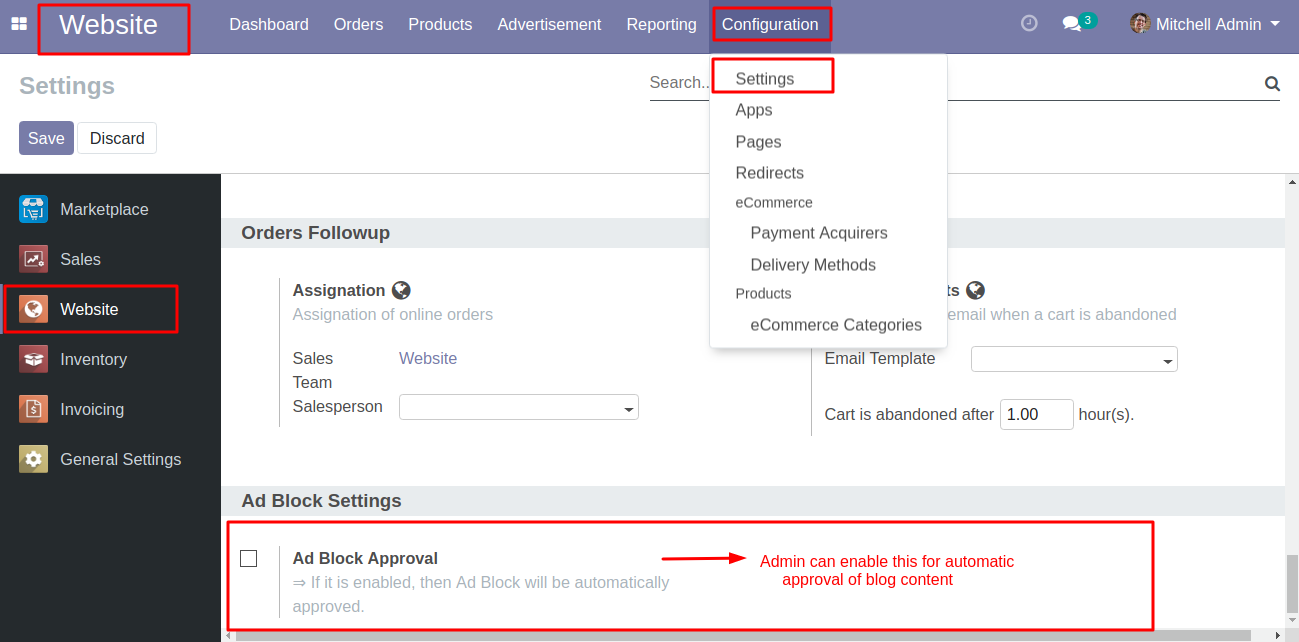 Website
Dashboard Orders Products Advertisement Reporting Configuration
3
Mitchell Admin
Settings
Search..
Save Discard
Settings
Apps
Pages
Redirects
eCommerce
Payment Acquirers
Delivery Methods
Products
eCommerce Categories
Marketplace
Sales
Website
Inventory
Invoicing
General Settings
Orders Followup
Assignation
Assignation of online orders
Sales Team
Website
Salesperson
ts
email when a cart is abandoned
Email Template
Cart is abandoned after 1.00 hour(s).
Ad Block Settings
Ad Block Approval
⇒ If it is enabled, then Ad Block will be automatically
approved.
Admin can enable this for automatic
approval of blog content